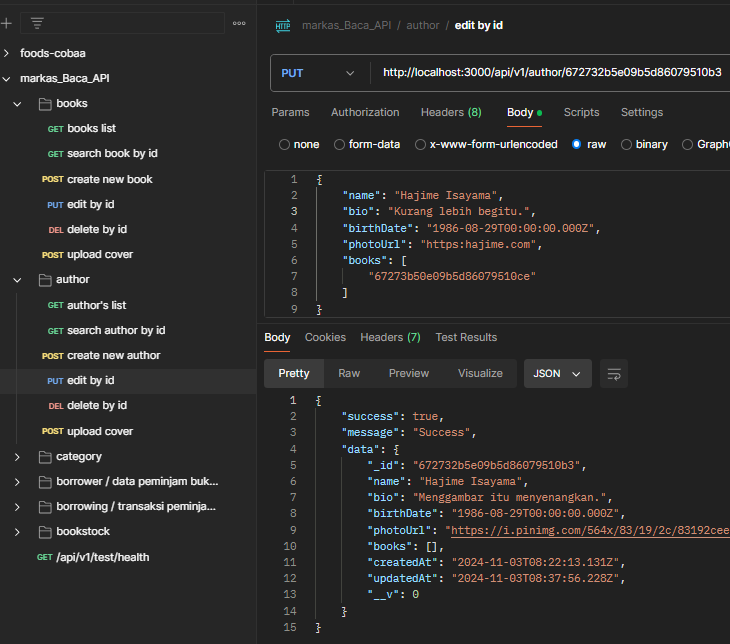 foods-cobaa
markas_Baca_API
books
GET books list
GET search book by id
POST create new book
PUT edit by id
DEL delete by id
POST upload cover
author
GET author's list
GET search author by id
POST create new author
PUT edit by id
DEL delete by id
POST upload cover
category
borrower / data peminjam buk...
borrowing / transaksi peminja...
bookstock
GET /api/v1/test/health
HTTP markas_Baca_API / author / edit by id
PUT http://localhost:3000/api/v1/author/672732b5e09b5d86079510b3
Params Authorization Headers (8) Body Scripts Settings
none form-data x-www-form-urlencoded raw binary Graph
1 {
2 "name": "Hajime Isayama",
3 "bio": "Kurang lebih begitu.",
4 "birthDate": "1986-08-29T00:00:00.000Z",
5 "photoUrl": "https:hajime.com",
6 "books": [
7 "67273b50e09b5d86079510ce"
8 ]
9 }
Body Cookies Headers (7) Test Results
Pretty Raw Preview Visualize JSON
1 {
2 "success": true,
3 "message": "Success",
4 "data": {
5 "_id": "672732b5e09b5d86079510b3",
6 "name": "Hajime Isayama",
7 "bio": "Menggambar itu menyenangkan.",
8 "birthDate": "1986-08-29T00:00:00.000Z",
9 "photoUrl": "https://i.pinimg.com/564x/83/19/2c/83192cee
10 "books": [],
11 "createdAt": "2024-11-03T08:22:13.131Z",
12 "updatedAt": "2024-11-03T08:37:56.228Z",
13 "__v": 0
14 }
15 }